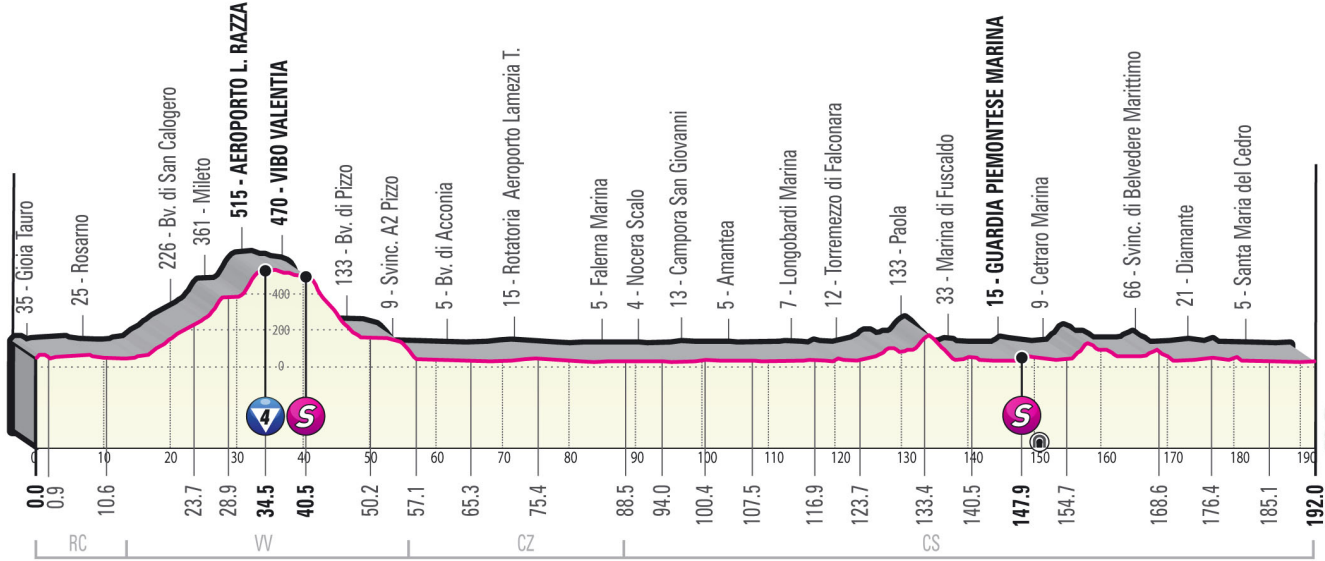 35 - Gioia Tauro
25 - Rosarno
226 - Bv. di San Calogero
361 - Mileto
515 - AEROPORTO L. RAZZA
470 - VIBO VALENTIA
133 - Bv. di Pizzo
9 - Svinc. A2 Pizzo
5 - Bv. di Acconia
15 - Rotatoria Aeroporto Lamezia T.
5 - Falerna Marina
4 - Nocera Scalo
13 - Campora San Giovanni
5 - Amantea
7 - Longobardi Marina
12 - Torremezzo di Falconara
133 - Paola
33 - Marina di Fuscaldo
15 - GUARDIA PIEMONTESE MARINA
9 - Cetraro Marina
66 - Svinc. di Belvedere Marittimo
21 - Diamante
5 - Santa Maria del Cedro
400
200
0
4
S
S
0 10 20 30 40 50 60 70 80 90 100 110 120 130 140 150 160 170 180 190
0.0 0.9 10.6 23.7 28.9 34.5 40.5 50.2 57.1 65.3 75.4 88.5 94.0 100.4 107.5 116.9 123.7 133.4 140.5 147.9 154.7 168.6 176.4 185.1 192.0
RC VV CZ CS